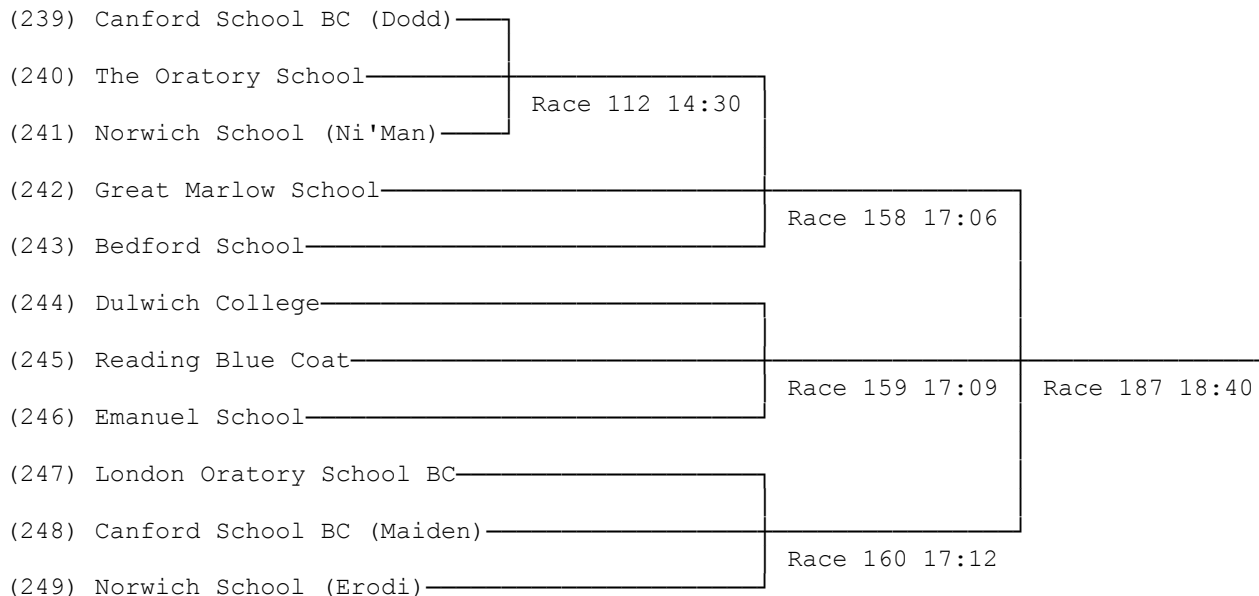 (239) Canford School BC (Dodd)
(240) The Oratory School
Race 112 14:30
(241) Norwich School (Ni'Man)
(242) Great Marlow School
Race 158 17:06
(243) Bedford School
(244) Dulwich College
(245) Reading Blue Coat
Race 159 17:09 Race 187 18:40
(246) Emanuel School
(247) London Oratory School BC
(248) Canford School BC (Maiden)
Race 160 17:12
(249) Norwich School (Erodi)